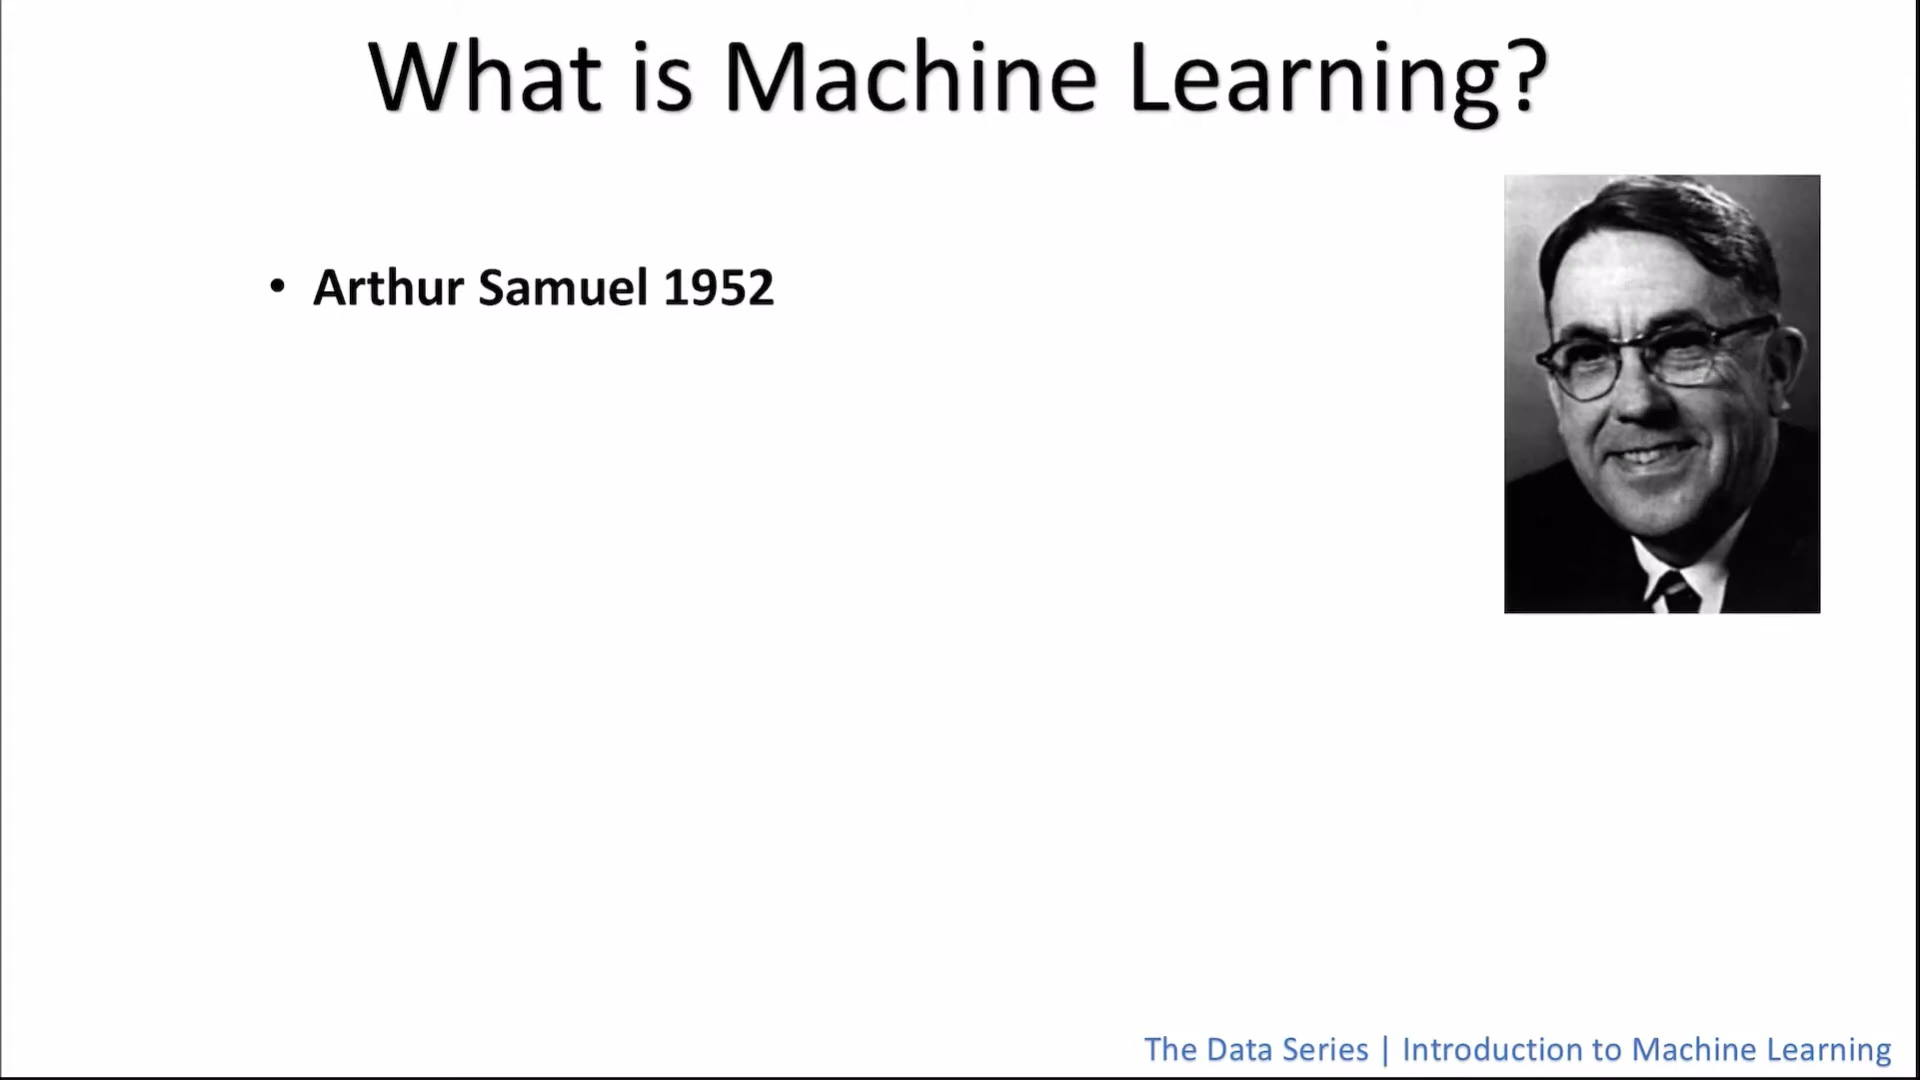 What is Machine Learning?
• Arthur Samuel 1952
The Data Series | Introduction to Machine Learning